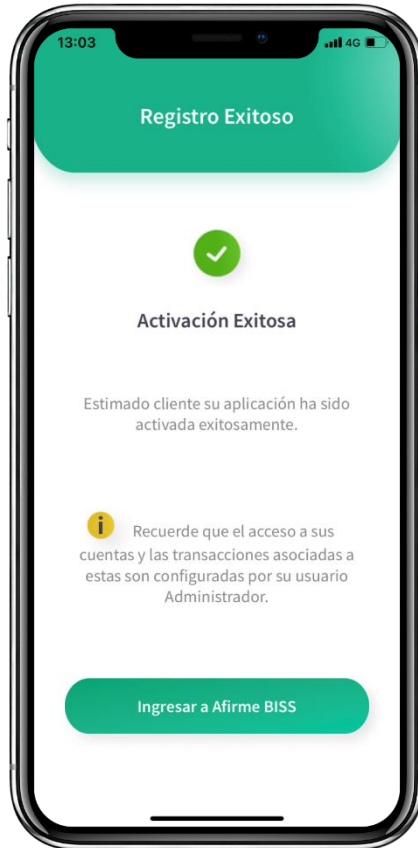 13:03
4G
Registro Exitoso
Activación Exitosa
Estimado cliente su aplicación ha sido
activada exitosamente.
i Recuerde que el acceso a sus
cuentas y las transacciones asociadas a
estas son configuradas por su usuario
Administrador.
Ingresar a Afirme BISS